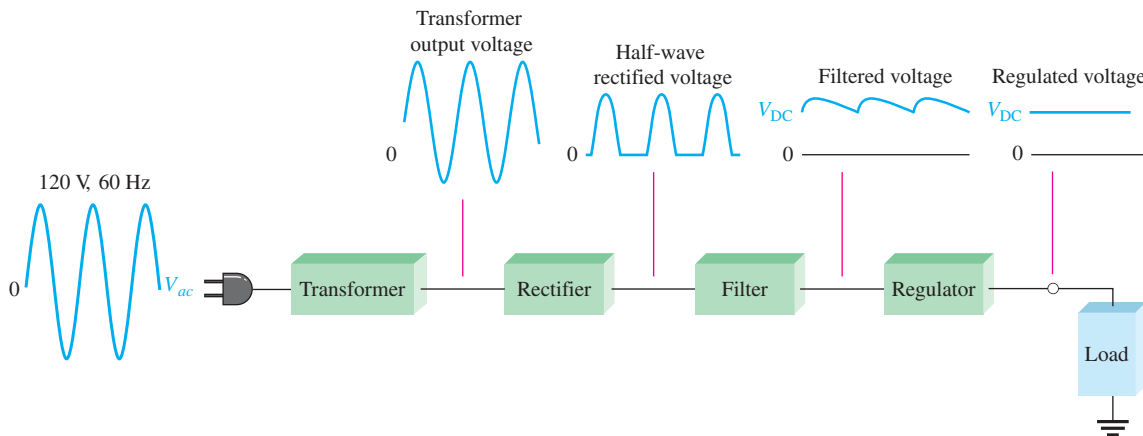 Transformer
output voltage
Half-wave
rectified voltage
Filtered voltage
Regulated voltage
V_DC
V_DC
0
0
0
0
120 V, 60 Hz
0
V_ac
Transformer
Rectifier
Filter
Regulator
Load